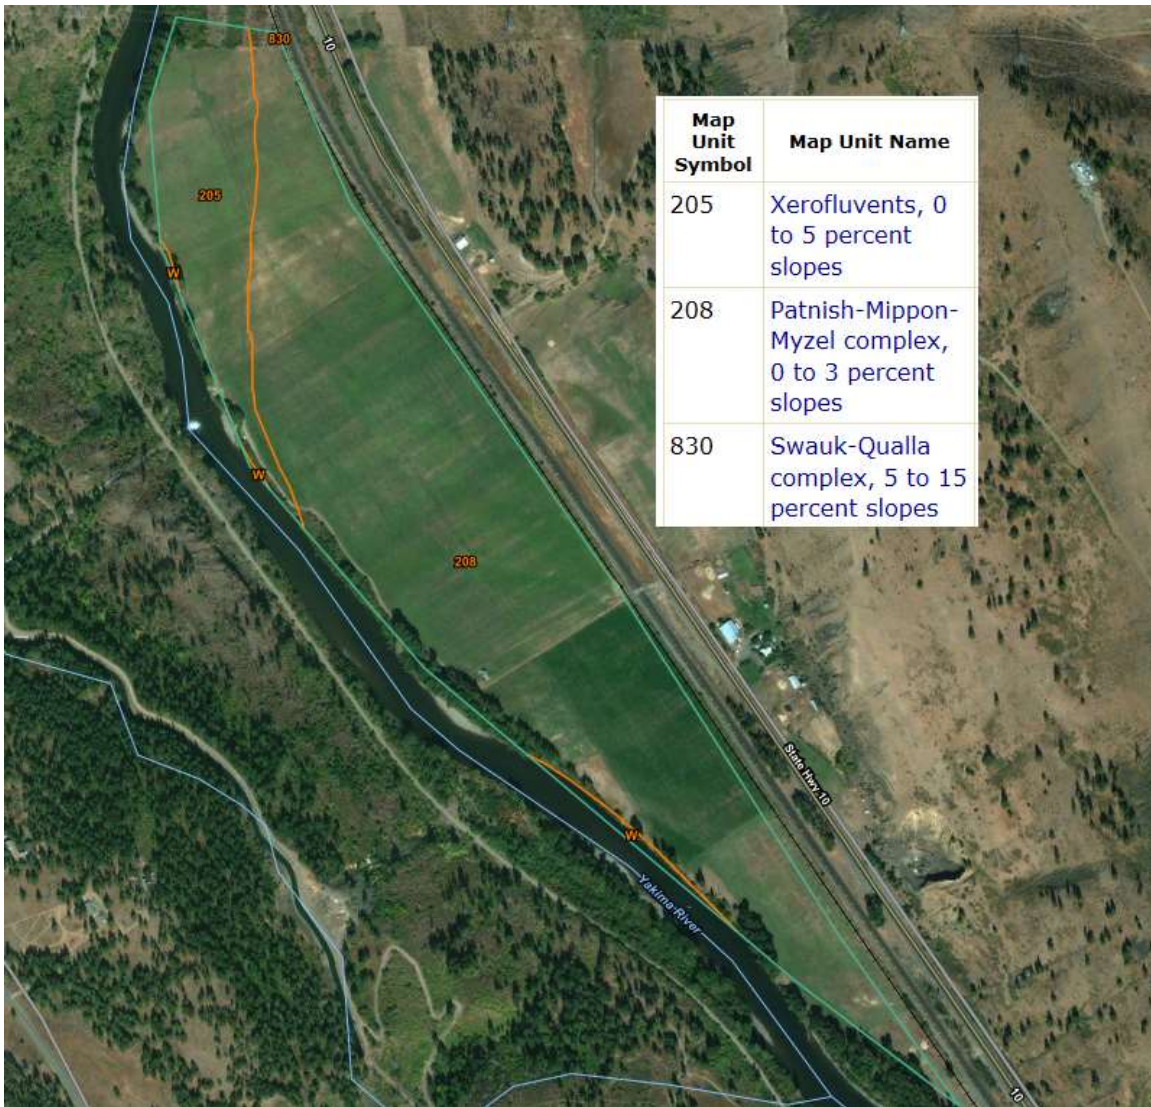 830
10
Map
Unit
Symbol
Map Unit Name
205
Xerofluvents, 0
to 5 percent
slopes
208
Patnish-Mippon-
Myzel complex,
0 to 3 percent
slopes
830
Swauk-Qualla
complex, 5 to 15
percent slopes
205
W
W
208
State Hwy 10
W
Yakima River
10